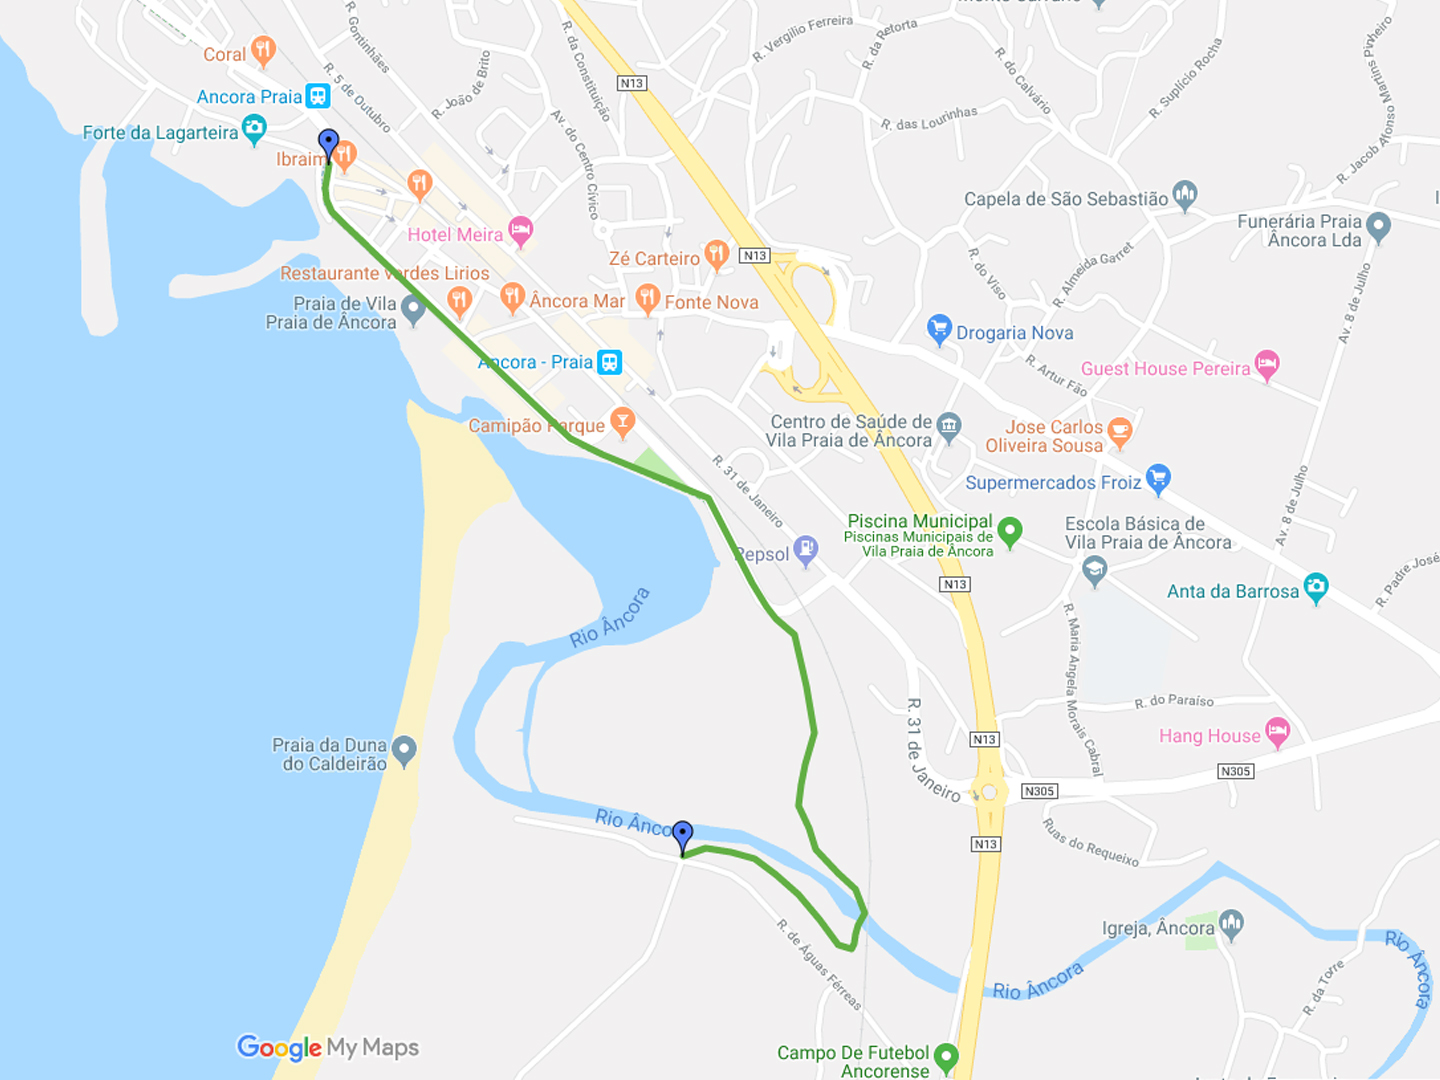 Monte Carrano
R. Gontinhães
R. Vergilio Ferreira
R. da Retorta
R. da Constituição
R. Suplício Rocha
R. Jacob Afonso Martins Pinheiro
Coral
R. João de Brito
R. do Calvário
R. 5 de Outubro
N13
Ancora Praia
R. das Lourinhas
Forte da Lagarteira
Av. do Centro Cívico
Ibraim
Capela de São Sebastião
Funerária Praia
Âncora Lda
Hotel Meira
Zé Carteiro
N13
R. do Viso
R. Almeida Garret
Restaurante Verdes Lirios
Praia de Vila
Praia de Âncora
Âncora Mar
Fonte Nova
Av. 8 de Julho
Drogaria Nova
Ancora - Praia
R. Artur Fão
Guest House Pereira
Camipão Parque
Centro de Saúde de
Vila Praia de Âncora
Jose Carlos
Oliveira Sousa
R. 31 de Janeiro
Supermercados Froiz
Av. 8 de Julho
Piscina Municipal
Piscinas Municipais de
Vila Praia de Âncora
Escola Básica de
Vila Praia de Âncora
Repsol
N13
Anta da Barrosa
R. Padre José
Rio Âncora
R. Maria Angela Morais Cabral
R. do Paraíso
R. 31 de Janeiro
Praia da Duna
do Caldeirão
N13
Hang House
N305
N305
Rio Âncora
Ruas do Requeixo
N13
R. de Águas Férreas
Igreja, Âncora
Rio Âncora
Rio Âncora
R. da Torre
Google My Maps
Campo De Futebol
Ancorense